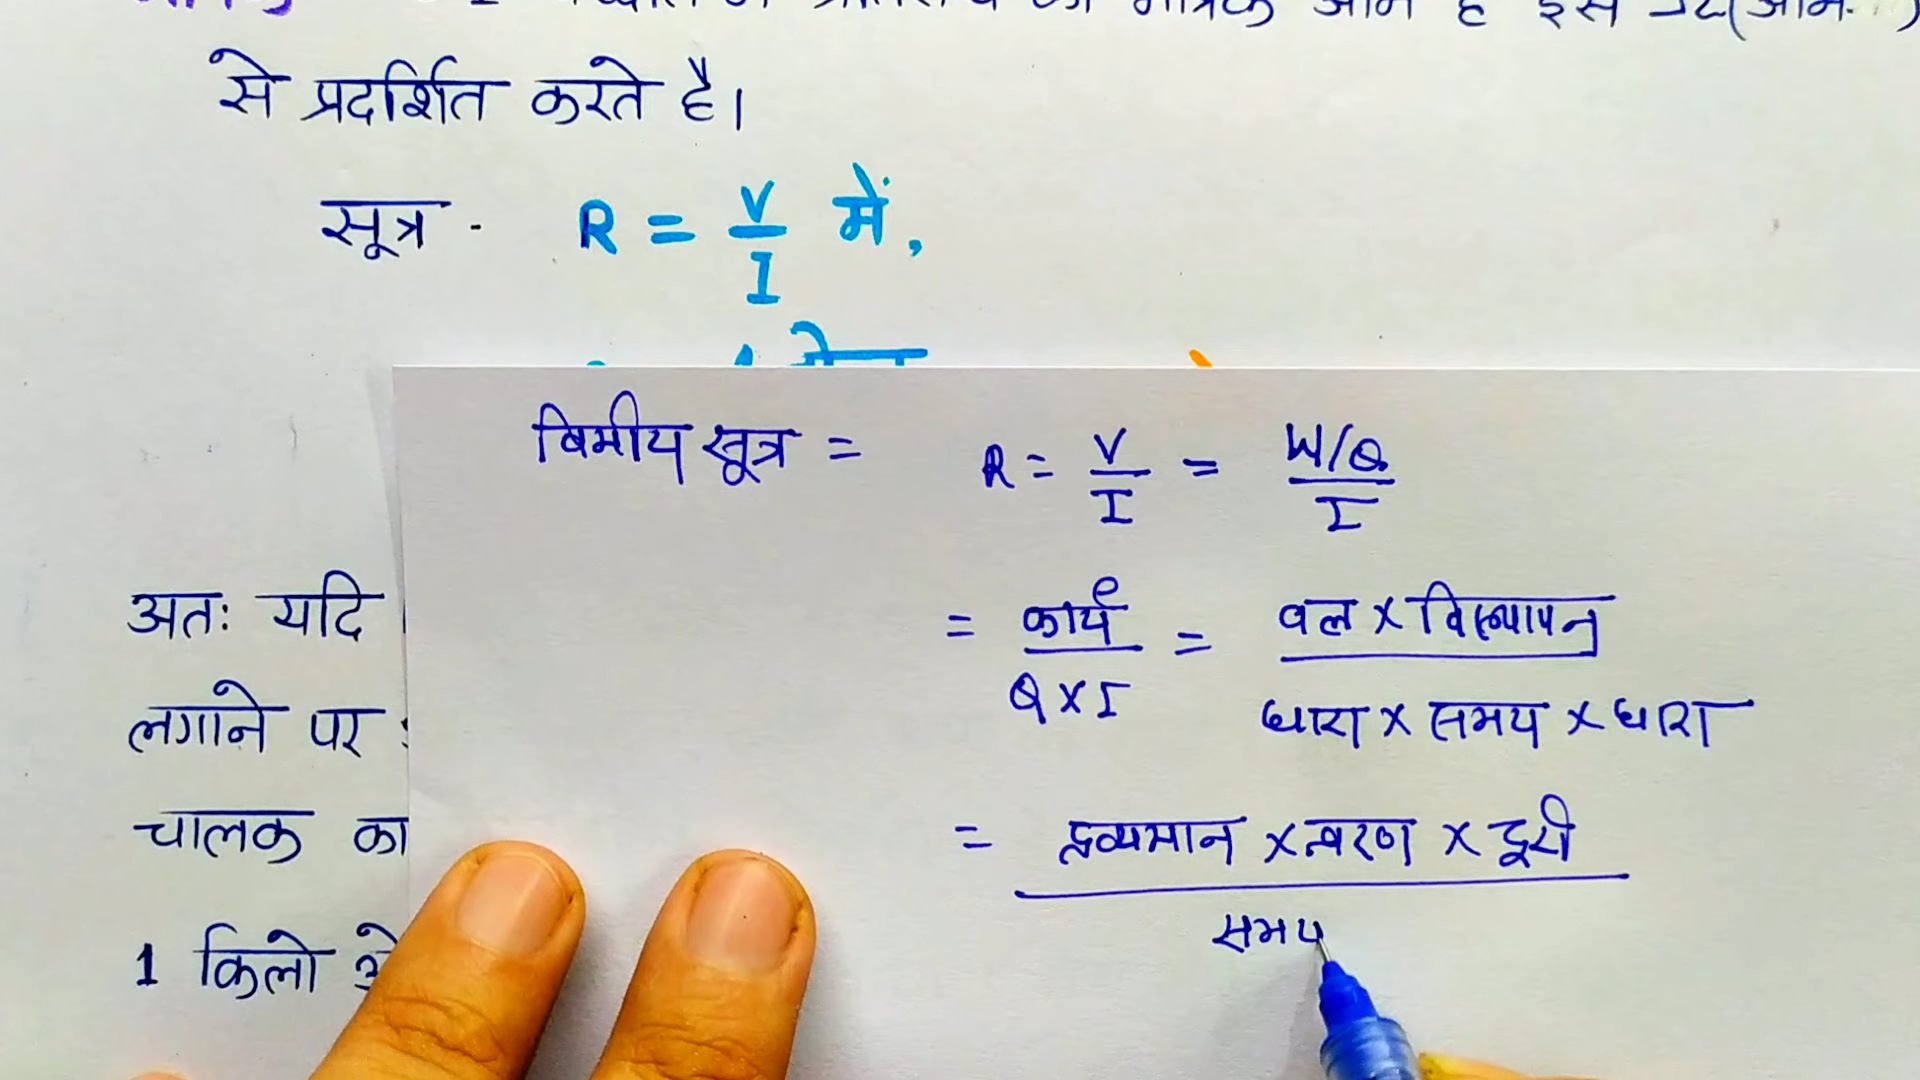 से प्रदर्शित करते है।
सूत्र - R = V/I में,
विमीय सूत्र = R = V/I = W/Q / I
= कार्य / Q x I = बल x विस्थापन / धारा x समय x धारा
= द्रव्यमान x त्वरण x दूरी / समय
अतः यदि
लगाने पर
चालक का
1 किलो